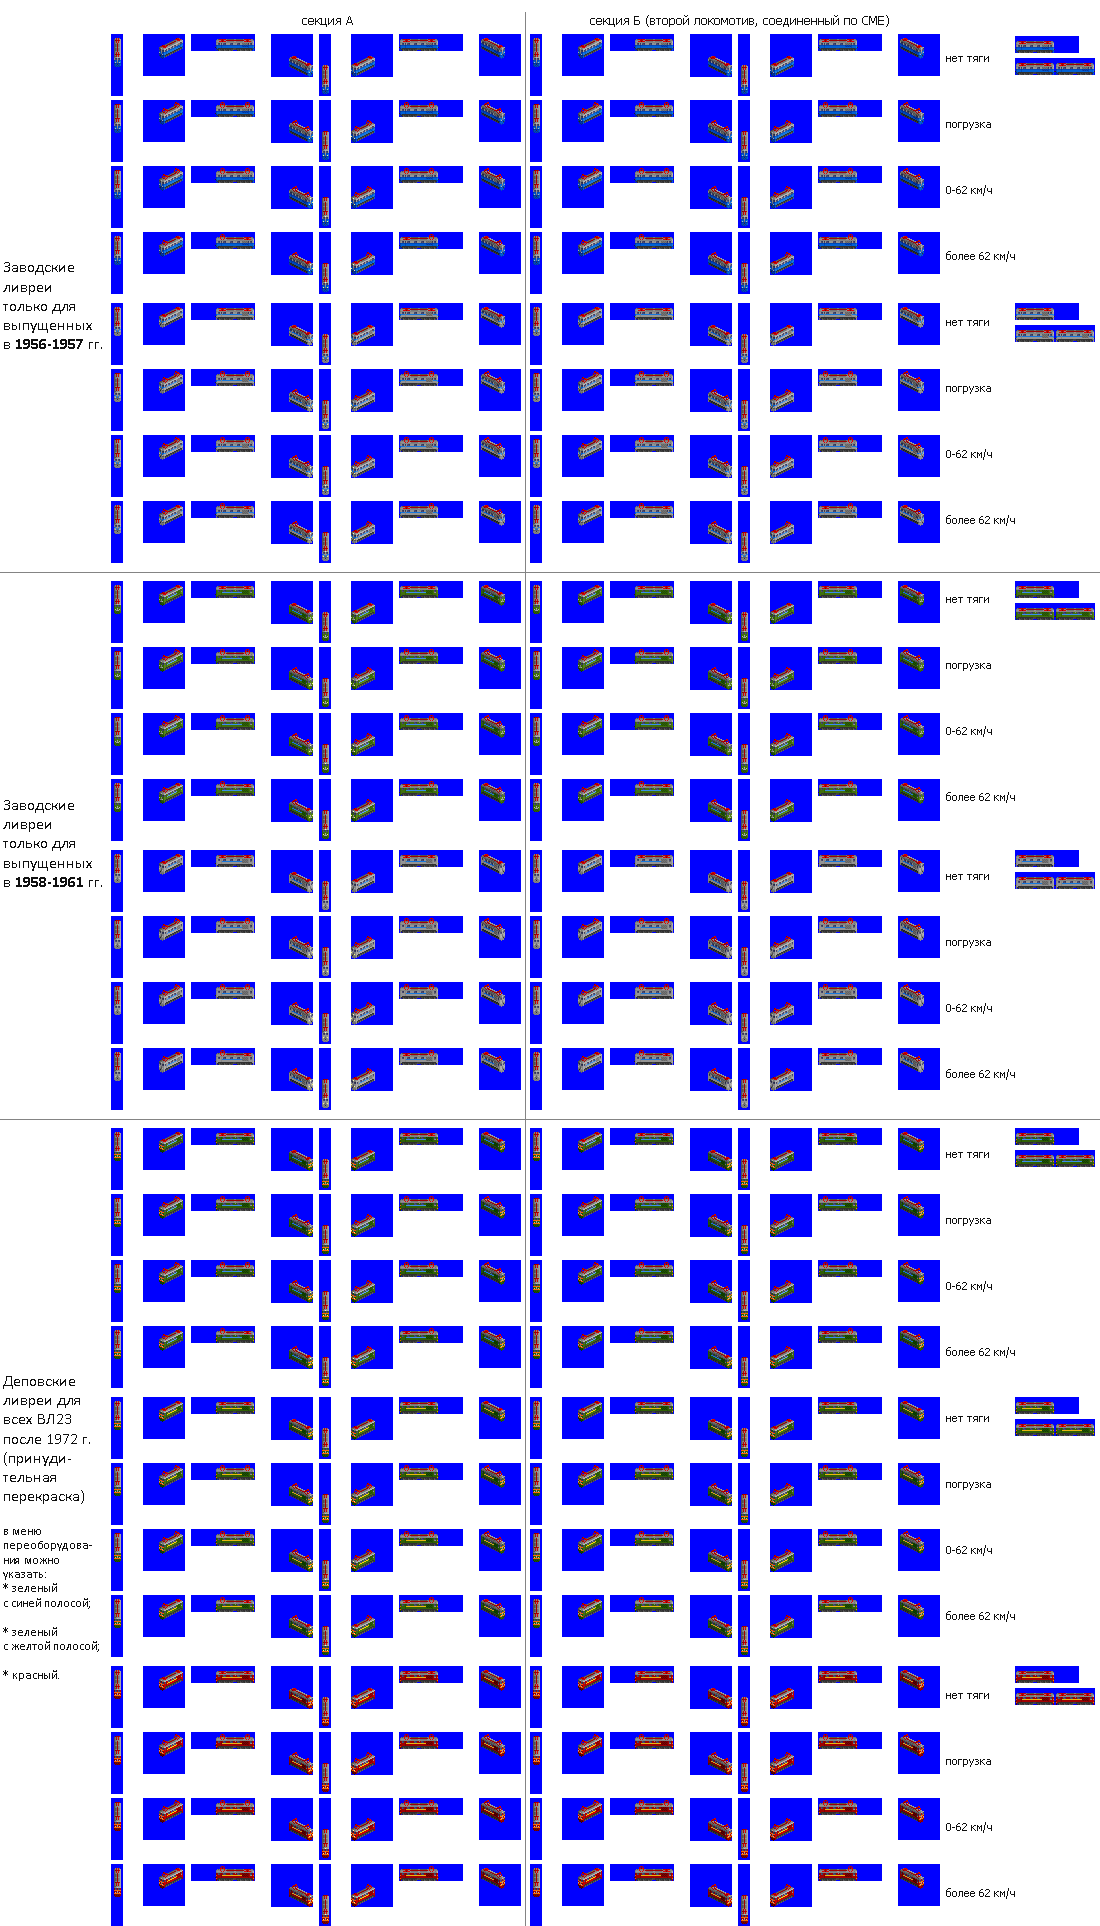 секция А
секция Б (второй локомотив, соединенный по СМЕ)
нет тяги
погрузка
0-62 км/ч
более 62 км/ч
Заводские
ливреи
только для
выпущенных
в 1956-1957 гг.
нет тяги
погрузка
0-62 км/ч
более 62 км/ч
нет тяги
погрузка
0-62 км/ч
более 62 км/ч
Заводские
ливреи
только для
выпущенных
в 1958-1961 гг.
нет тяги
погрузка
0-62 км/ч
более 62 км/ч
нет тяги
погрузка
0-62 км/ч
более 62 км/ч
Деповские
ливреи для
всех ВЛ23
после 1972 г.
(принуди-
тельная
перекраска)
нет тяги
погрузка
0-62 км/ч
более 62 км/ч
в меню
переоборудова-
ния можно
указать:
* зеленый
с синей полосой;
* зеленый
с желтой полосой;
* красный.
нет тяги
погрузка
0-62 км/ч
более 62 км/ч